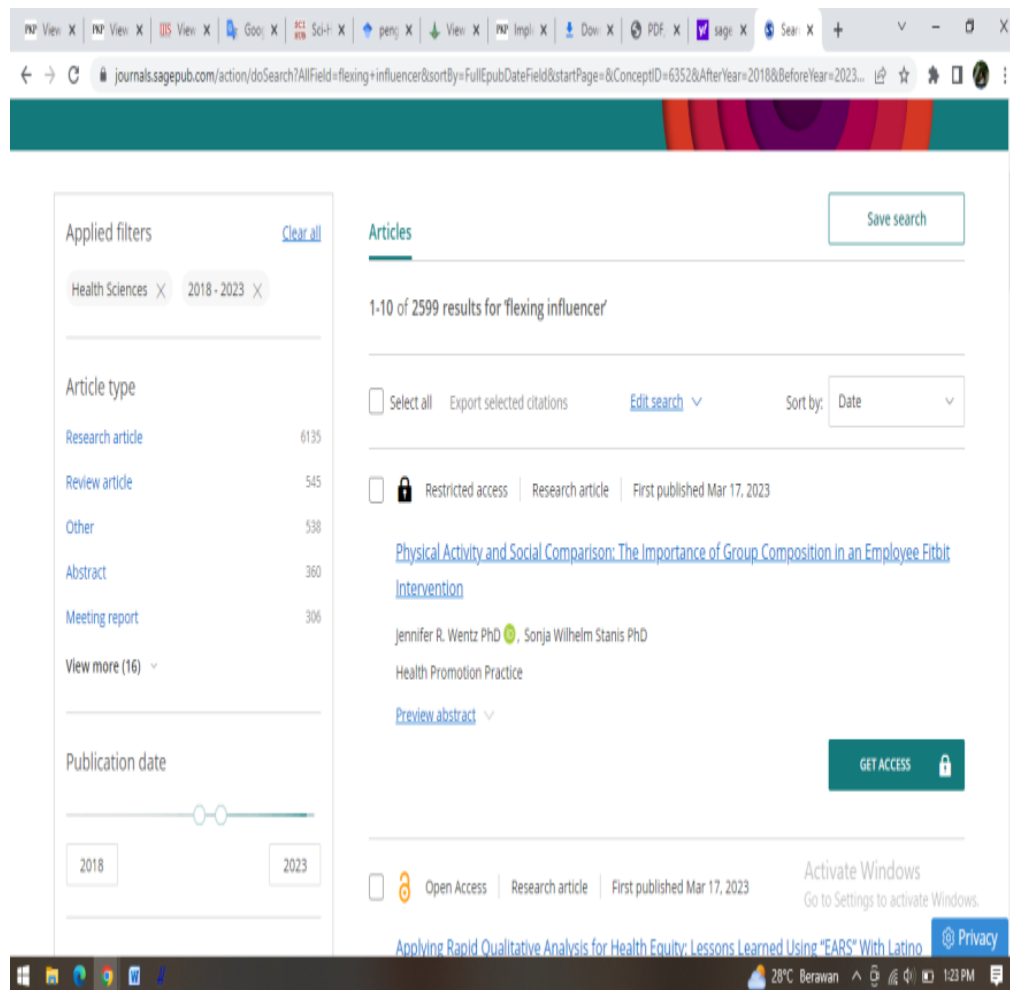 View
View
View
Goog
Sci-H
peng
View
Impl
Dow
PDF.
sage
Sear
journals.sagepub.com/action/doSearch?AllField=flexing+influencer&sortBy=FullEpubDateField&startPage=&ConceptID=6352&AfterYear=2018&BeforeYear=2023...
Applied filters Clear all
Health Sciences 2018 - 2023
Article type
Research article 6135
Review article 545
Other 538
Abstract 360
Meeting report 306
View more (16)
Publication date
2018 2023
Articles
Save search
1-10 of 2599 results for 'flexing influencer'
Select all Export selected citations Edit search Sort by: Date
Restricted access Research article First published Mar 17, 2023
Physical Activity and Social Comparison: The Importance of Group Composition in an Employee Fitbit
Intervention
Jennifer R. Wentz PhD iD, Sonja Wilhelm Stanis PhD
Health Promotion Practice
Preview abstract
GET ACCESS
Open Access Research article First published Mar 17, 2023
Applying Rapid Qualitative Analysis for Health Equity: Lessons Learned Using "EARS" With Latino
Activate Windows
Go to Settings to activate Windows.
Privacy
28°C Berawan 1:23 PM